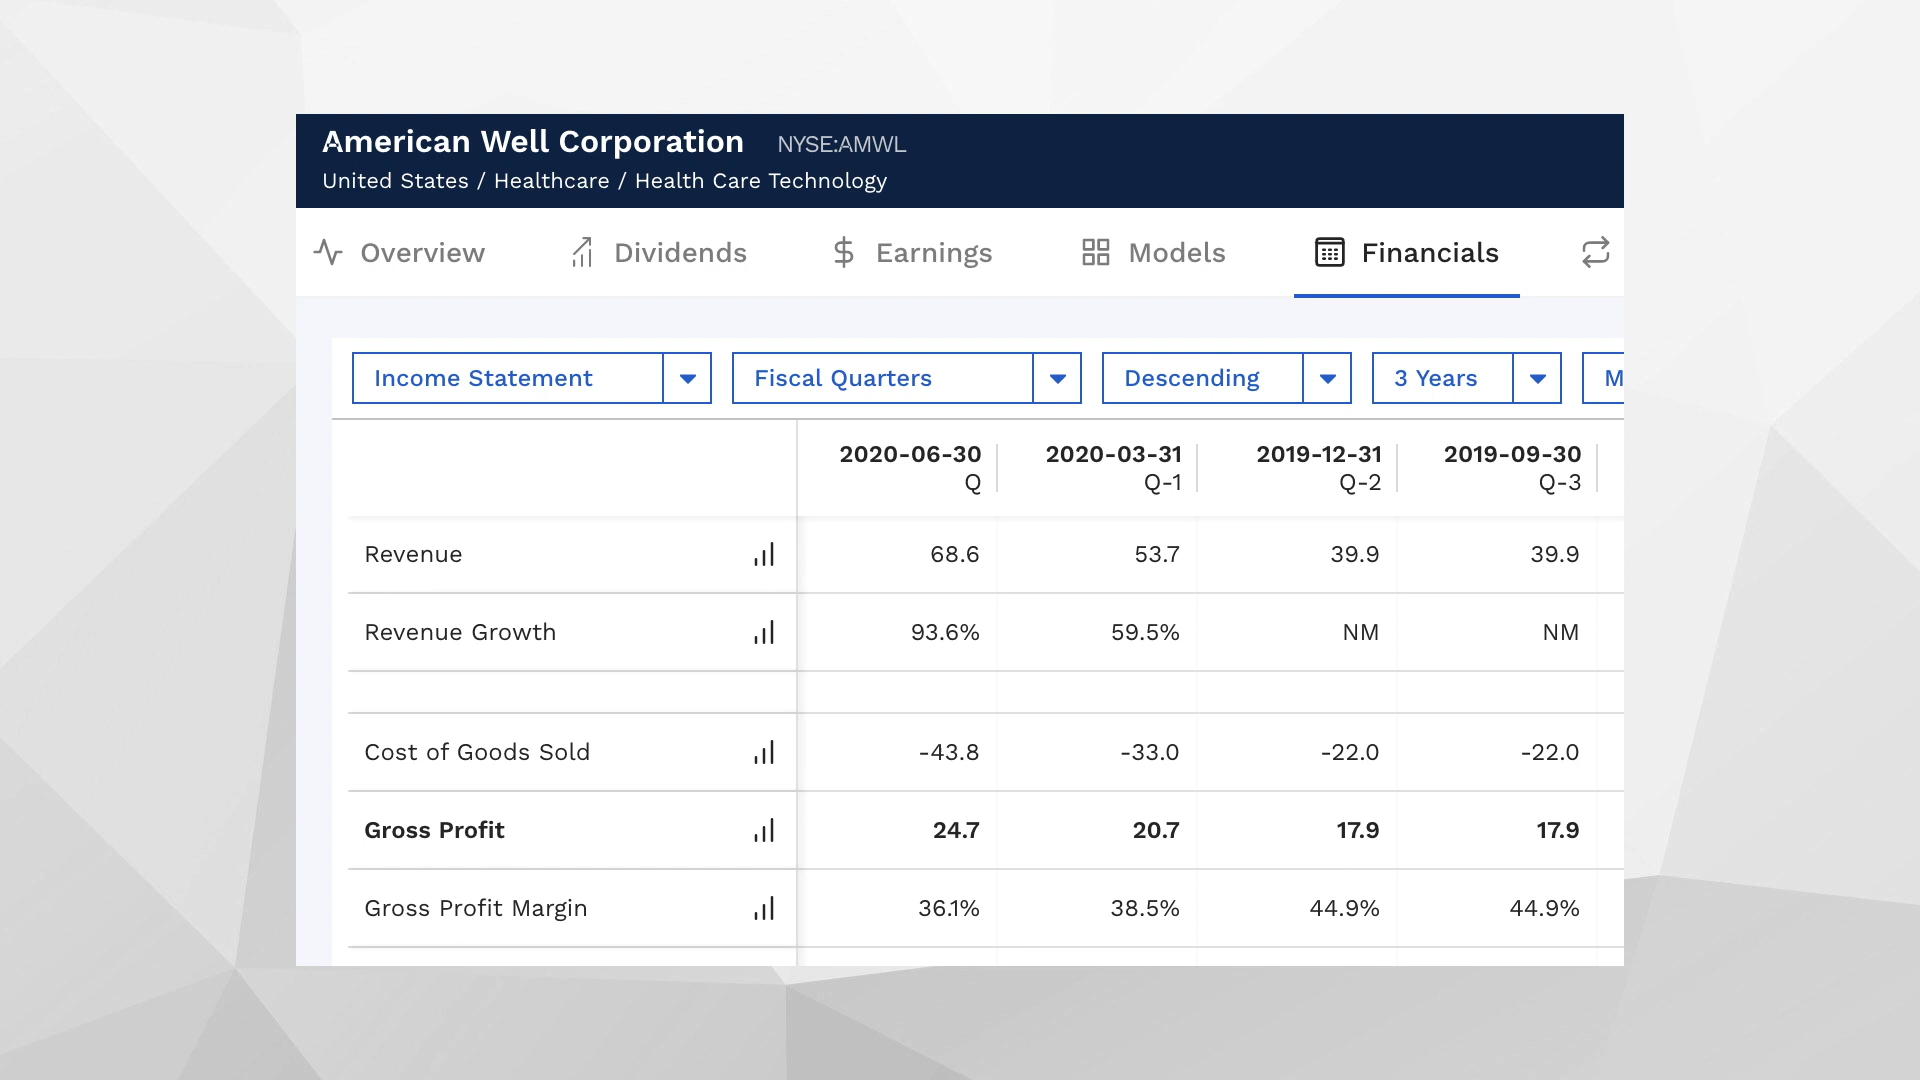 American Well Corporation NYSE:AMWL
United States / Healthcare / Health Care Technology
Overview Dividends Earnings Models Financials
Income Statement Fiscal Quarters Descending 3 Years M
2020-06-30 2020-03-31 2019-12-31 2019-09-30
Q Q-1 Q-2 Q-3
Revenue 68.6 53.7 39.9 39.9
Revenue Growth 93.6% 59.5% NM NM
Cost of Goods Sold -43.8 -33.0 -22.0 -22.0
Gross Profit 24.7 20.7 17.9 17.9
Gross Profit Margin 36.1% 38.5% 44.9% 44.9%